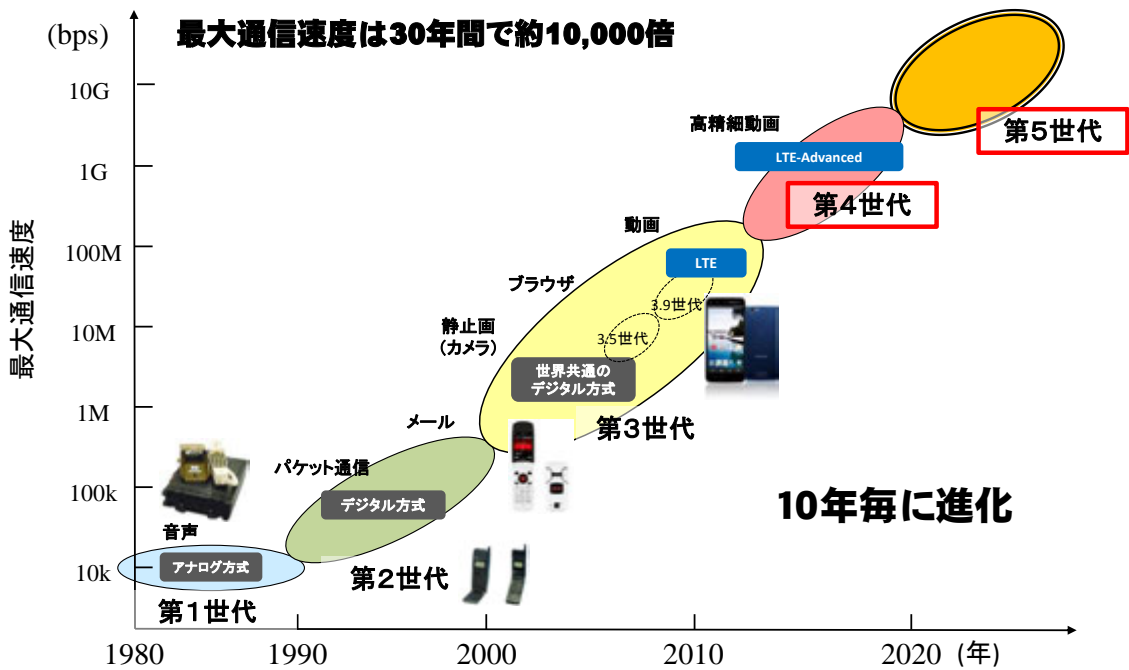 (bps)
最大通信速度は30年間で約10,000倍
10G
1G
100M
10M
1M
100k
10k
最大通信速度
第5世代
高精細動画
LTE-Advanced
第4世代
動画
LTE
ブラウザ
3.9世代
静止画
(カメラ)
3.5世代
世界共通の
デジタル方式
第3世代
メール
パケット通信
デジタル方式
第2世代
音声
アナログ方式
第1世代
10年毎に進化
1980
1990
2000
2010
2020
(年)